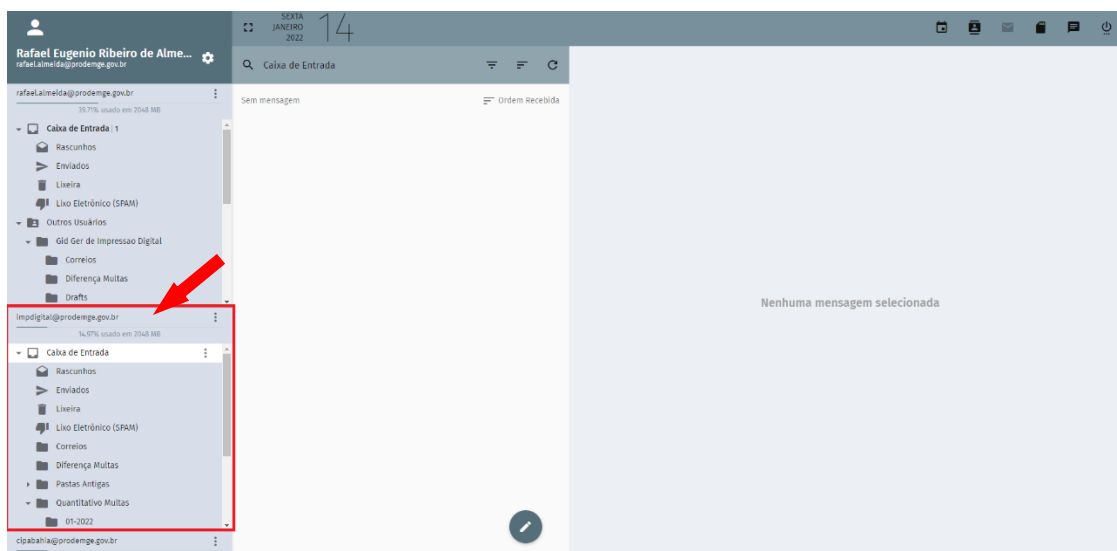 SEXTA
JANEIRO
2022
14
Rafael Eugenio Ribeiro de Alme...
rafael.almeida@prodemge.gov.br
Caixa de Entrada
rafael.almeida@prodemge.gov.br
39,71% usado em 2048 MB
Sem mensagem
Ordem Recebida
Caixa de Entrada | 1
Rascunhos
Enviados
Lixeira
Lixo Eletrônico (SPAM)
Outros Usuários
Gid Ger de Impressao Digital
Correios
Diferença Multas
Drafts
impdigital@prodemge.gov.br
14,97% usado em 2048 MB
Caixa de Entrada
Rascunhos
Enviados
Lixeira
Lixo Eletrônico (SPAM)
Correios
Diferença Multas
Pastas Antigas
Quantitativo Multas
01-2022
cipabahia@prodemge.gov.br
Nenhuma mensagem selecionada